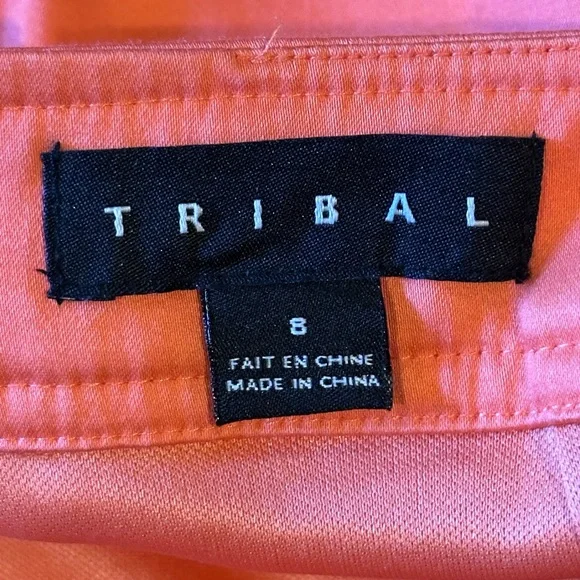 TRIBAL
8
FAIT EN CHINE
MADE IN CHINA